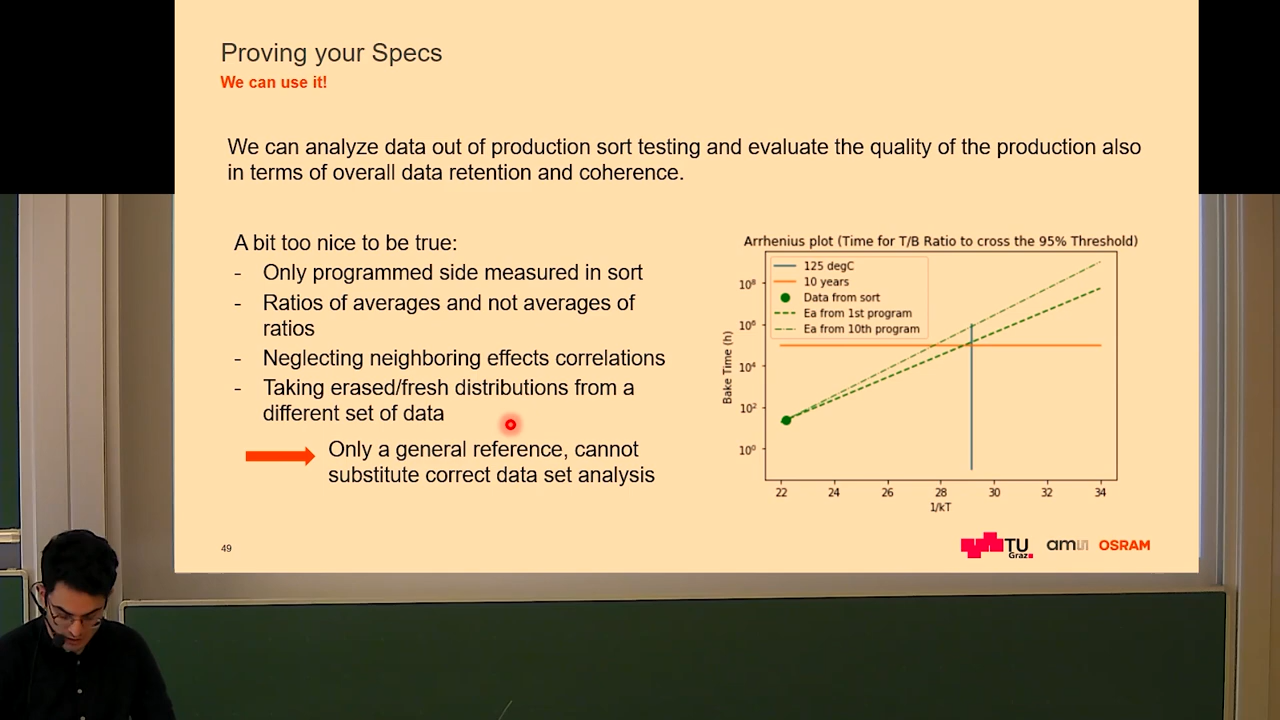 Proving your Specs
We can use it!
We can analyze data out of production sort testing and evaluate the quality of the production also
in terms of overall data retention and coherence.
A bit too nice to be true:
- Only programmed side measured in sort
- Ratios of averages and not averages of
ratios
- Neglecting neighboring effects correlations
- Taking erased/fresh distributions from a
different set of data
Only a general reference, cannot
substitute correct data set analysis
Arrhenius plot (Time for T/B Ratio to cross the 95% Threshold)
125 degC
10 years
Data from sort
Ea from 1st program
Ea from 10th program
Bake Time (h)
10⁸
10⁶
10⁴
10²
10⁰
22 24 26 28 30 32 34
1/kT
49
TU
Graz
am
OSRAM